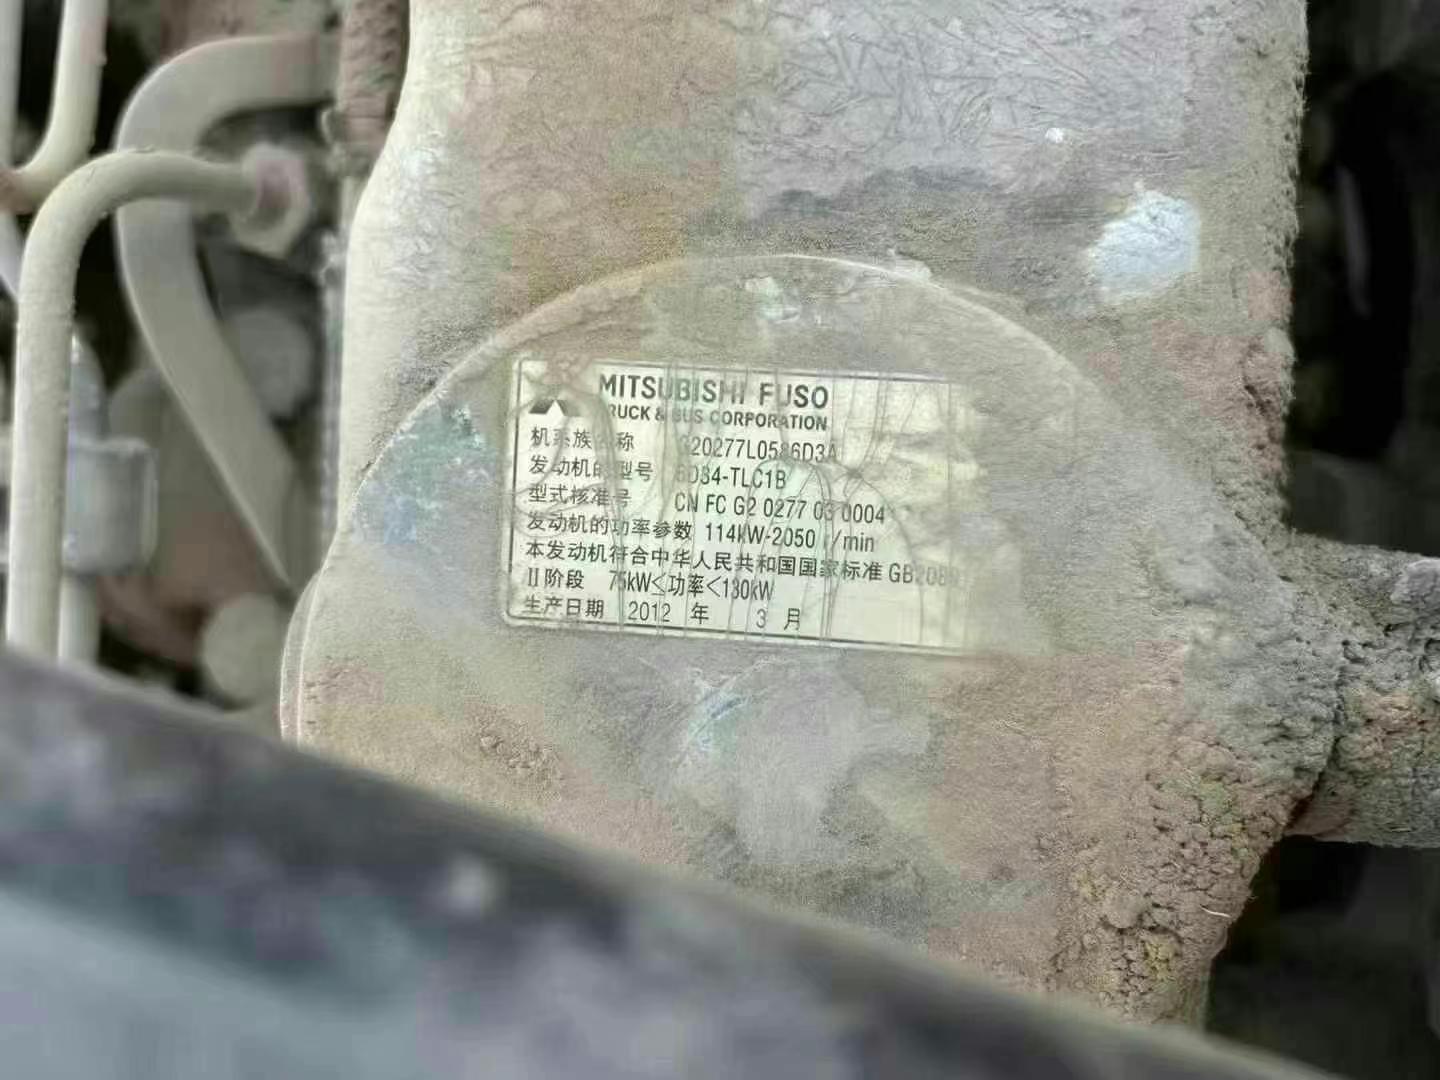 MITSUBISHI FUSO
TRUCK & BUS CORPORATION
机系族名称 G20277L0586D3A
发动机的型号 6D34-TLC1B
型式核准号 CN FC G2 0277 03 0004
发动机的功率参数 114kW-2050 r/min
本发动机符合中华人民共和国国家标准
II阶段 75kW≤功率<130kW
生产日期 2012 年 3 月